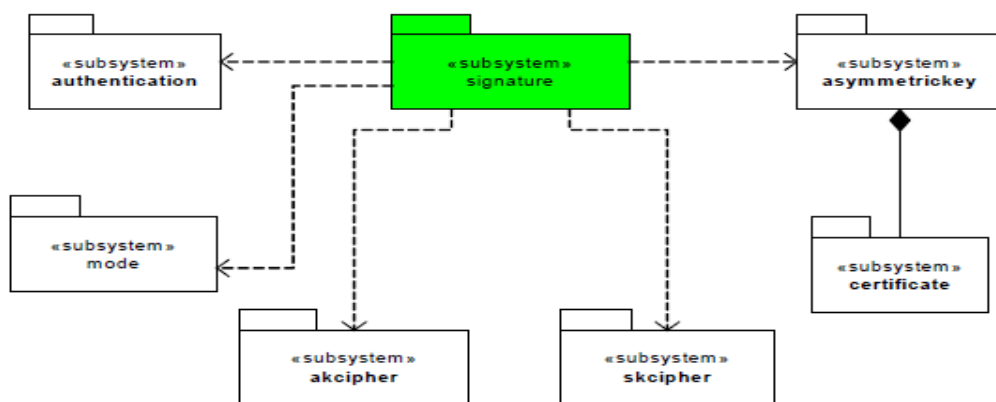 «subsystem»
authentication
«subsystem»
signature
«subsystem»
asymmetrickey
«subsystem»
mode
«subsystem»
certificate
«subsystem»
akcipher
«subsystem»
skcipher